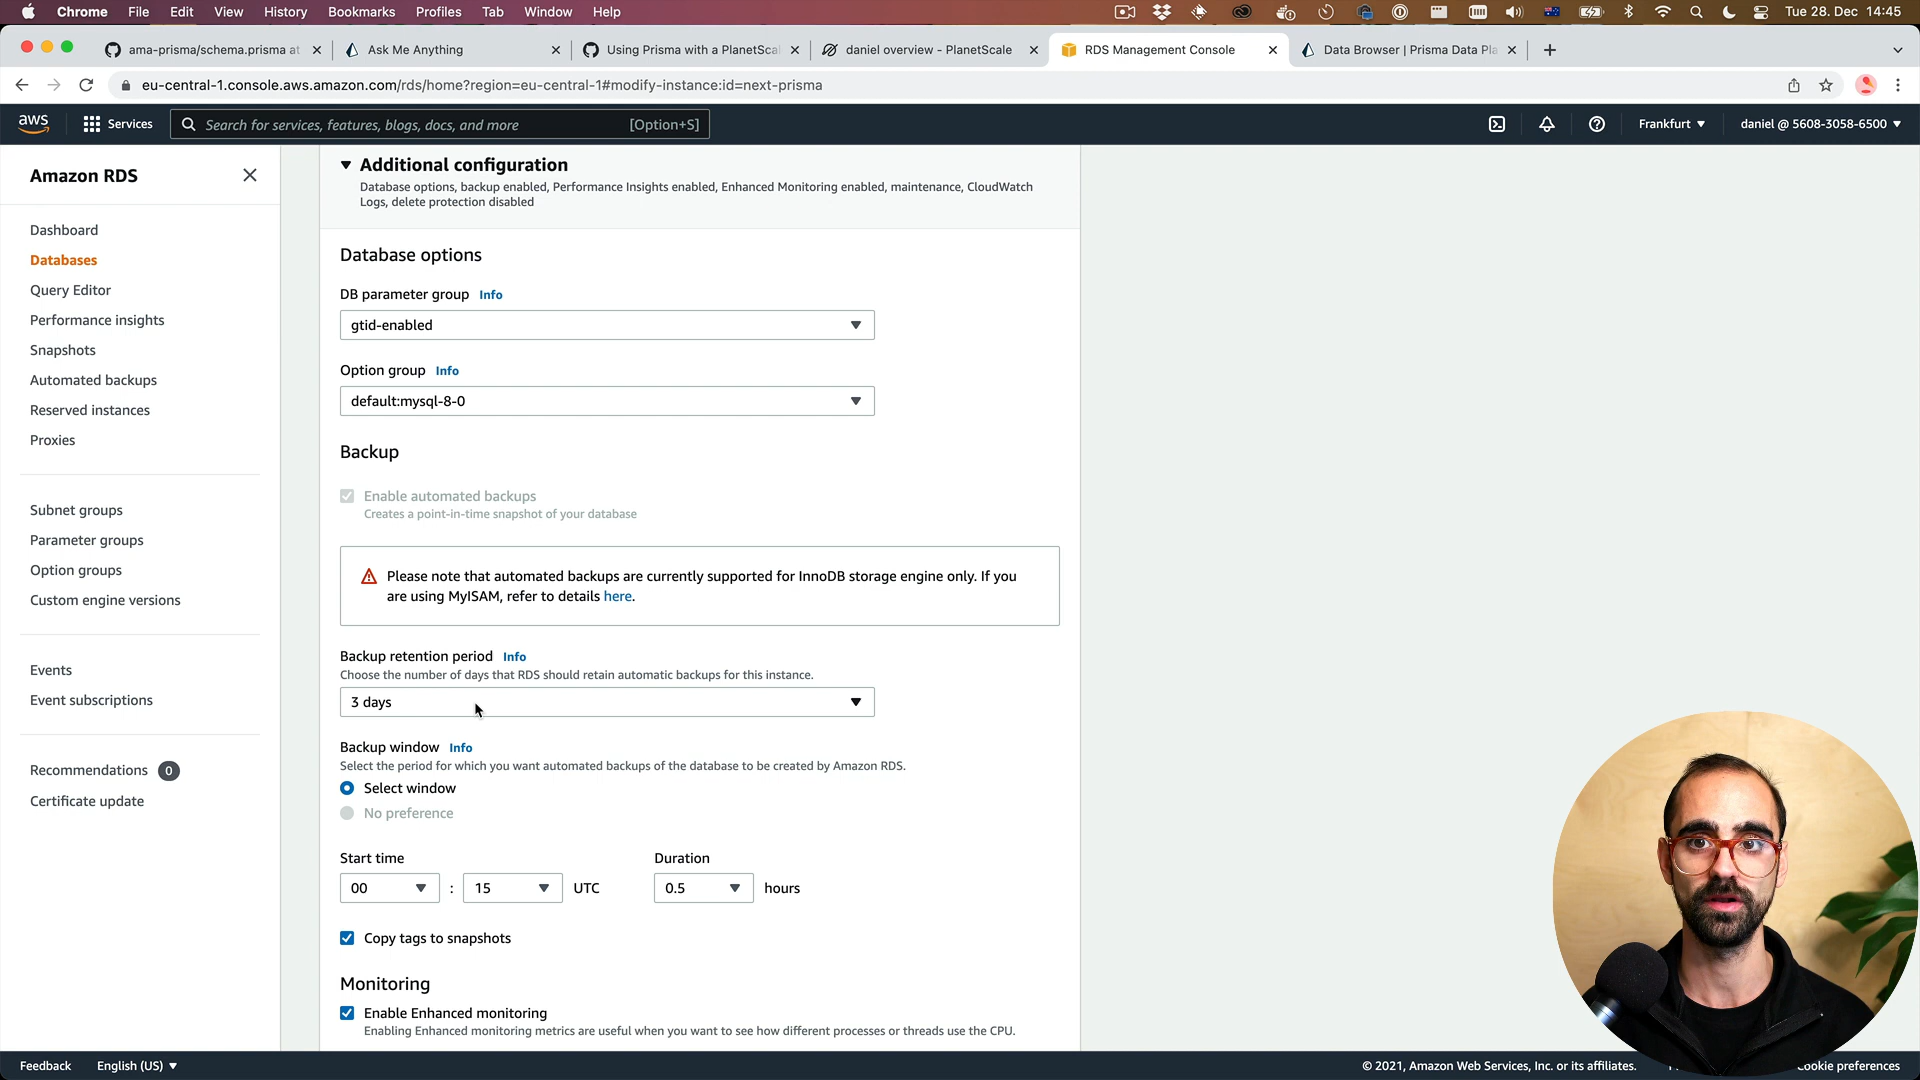 Chrome File Edit View History Bookmarks Profiles Tab Window Help Tue 28. Dec 14:45
ama-prisma/schema.prisma at Ask Me Anything Using Prisma with a PlanetSca daniel overview - PlanetScale RDS Management Console Data Browser | Prisma Data Pla
eu-central-1.console.aws.amazon.com/rds/home?region=eu-central-1#modify-instance:id=next-prisma
aws Services Search for services, features, blogs, docs, and more [Option+S] Frankfurt daniel @ 5608-3058-6500
Amazon RDS
Dashboard
Databases
Query Editor
Performance insights
Snapshots
Automated backups
Reserved instances
Proxies
Subnet groups
Parameter groups
Option groups
Custom engine versions
Events
Event subscriptions
Recommendations 0
Certificate update
Additional configuration
Database options, backup enabled, Performance Insights enabled, Enhanced Monitoring enabled, maintenance, CloudWatch
Logs, delete protection disabled
Database options
DB parameter group Info
gtid-enabled
Option group Info
default:mysql-8-0
Backup
Enable automated backups
Creates a point-in-time snapshot of your database
Please note that automated backups are currently supported for InnoDB storage engine only. If you
are using MyISAM, refer to details here.
Backup retention period Info
Choose the number of days that RDS should retain automatic backups for this instance.
3 days
Backup window Info
Select the period for which you want automated backups of the database to be created by Amazon RDS.
Select window
No preference
Start time Duration
00 : 15 UTC 0.5 hours
Copy tags to snapshots
Monitoring
Enable Enhanced monitoring
Enabling Enhanced monitoring metrics are useful when you want to see how different processes or threads use the CPU.
Feedback English (US) © 2021, Amazon Web Services, Inc. or its affiliates. Cookie preferences